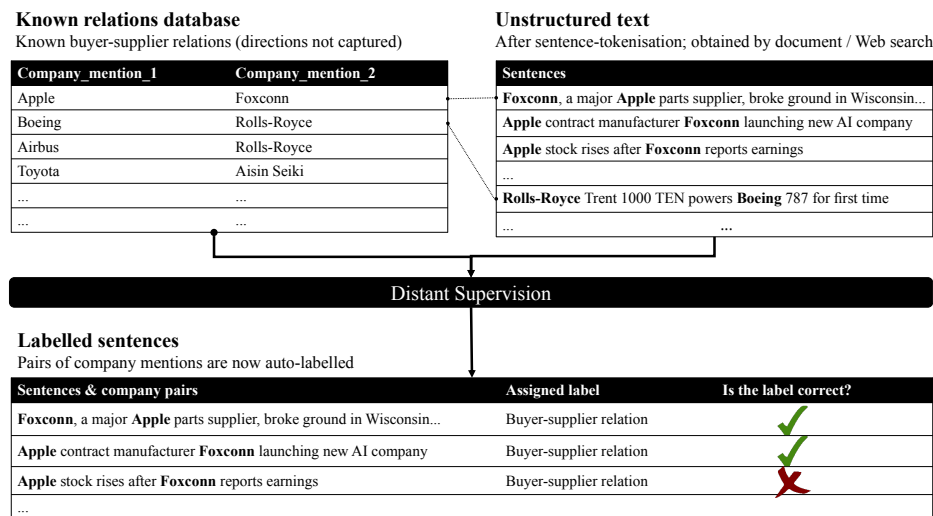 Known relations database
Known buyer-supplier relations (directions not captured)
Company_mention_1 Company_mention_2
Apple Foxconn
Boeing Rolls-Royce
Airbus Rolls-Royce
Toyota Aisin Seiki
... ...
... ...
Unstructured text
After sentence-tokenisation; obtained by document / Web search
Sentences
Foxconn, a major Apple parts supplier, broke ground in Wisconsin...
Apple contract manufacturer Foxconn launching new AI company
Apple stock rises after Foxconn reports earnings
...
Rolls-Royce Trent 1000 TEN powers Boeing 787 for first time
... ...
Distant Supervision
Labelled sentences
Pairs of company mentions are now auto-labelled
Sentences & company pairs Assigned label Is the label correct?
Foxconn, a major Apple parts supplier, broke ground in Wisconsin... Buyer-supplier relation
Apple contract manufacturer Foxconn launching new AI company Buyer-supplier relation
Apple stock rises after Foxconn reports earnings Buyer-supplier relation
...